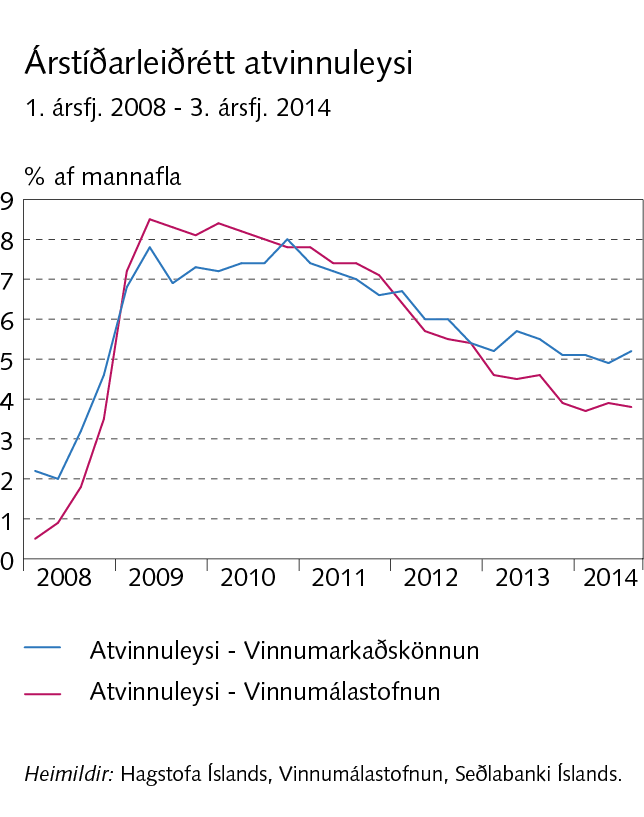 Árstíðarleiðrétt atvinnuleysi
1. ársfj. 2008 - 3. ársfj. 2014
% af mannafla
9
8
7
6
5
4
3
2
1
0
2008 2009 2010 2011 2012 2013 2014
Atvinnuleysi - Vinnumarkaðskönnun
Atvinnuleysi - Vinnumálastofnun
Heimildir: Hagstofa Íslands, Vinnumálastofnun, Seðlabanki Íslands.